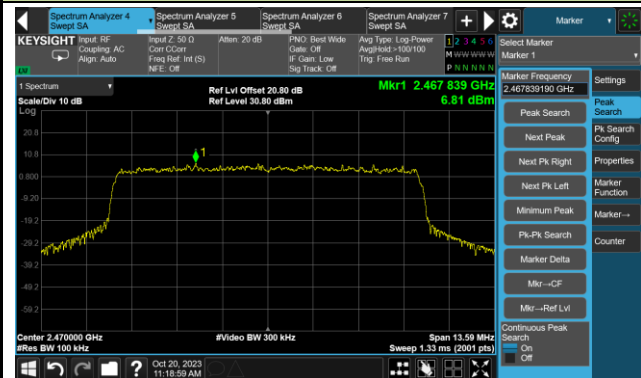 Spectrum Analyzer 4
Swept SA
Spectrum Analyzer 5
Swept SA
Spectrum Analyzer 6
Swept SA
Spectrum Analyzer 7
Swept SA
Marker
KEYSIGHT
Input: RF
Coupling: AC
Align: Auto
Input Z: 50 Ω
Corr CCorr
Freq Ref: Int (S)
NFE: Off
Atten: 20 dB
PNO: Best Wide
Gate: Off
IF Gain: Low
Sig Track: Off
Avg Type: Log-Power
Avg|Hold:>100/100
Trig: Free Run
1 2 3 4 5 6
M W W W W W
P N N N N N
LXI
Select Marker
Marker 1
1 Spectrum
Scale/Div 10 dB
Ref Lvl Offset 20.80 dB
Ref Level 30.80 dBm
Mkr1 2.467 839 GHz
6.81 dBm
Log
20.8
10.8
0.800
-9.20
-19.2
-29.2
-39.2
-49.2
-59.2
1
Center 2.470000 GHz
#Res BW 100 kHz
#Video BW 300 kHz
Span 13.59 MHz
Sweep 1.33 ms (2001 pts)
Marker Frequency
2.467839190 GHz
Peak Search
Next Peak
Next Pk Right
Next Pk Left
Minimum Peak
Pk-Pk Search
Marker Delta
Mkr→CF
Mkr→Ref Lvl
Continuous Peak
Search
On
Off
Settings
Peak
Search
Pk Search
Config
Properties
Marker
Function
Marker→
Counter
?
Oct 20, 2023
11:18:59 AM